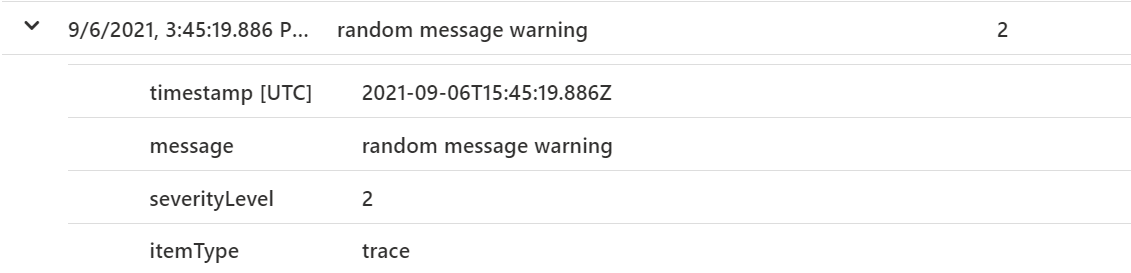 9/6/2021, 3:45:19.886 P... random message warning 2
timestamp [UTC] 2021-09-06T15:45:19.886Z
message random message warning
severityLevel 2
itemType trace